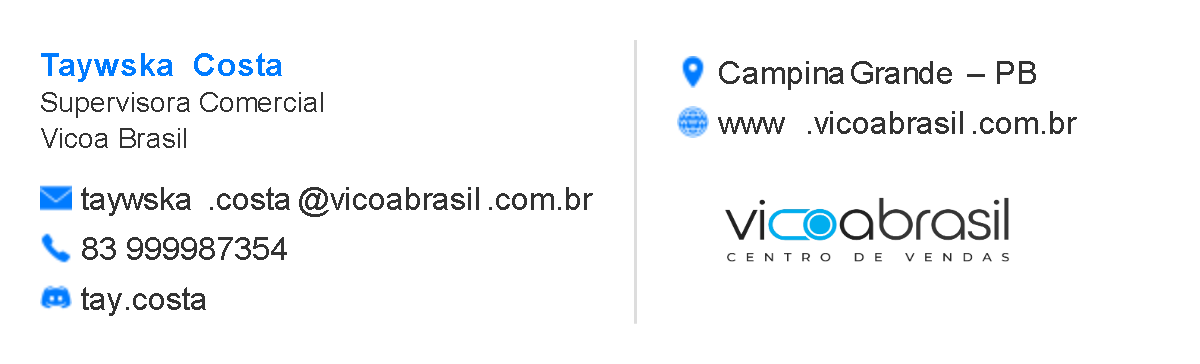 Taywska Costa
Supervisora Comercial
Vicoa Brasil
taywska .costa @vicoabrasil .com.br
83 999987354
tay.costa
Campina Grande – PB
www .vicoabrasil .com.br
vicoabrasil
CENTRO DE VENDAS